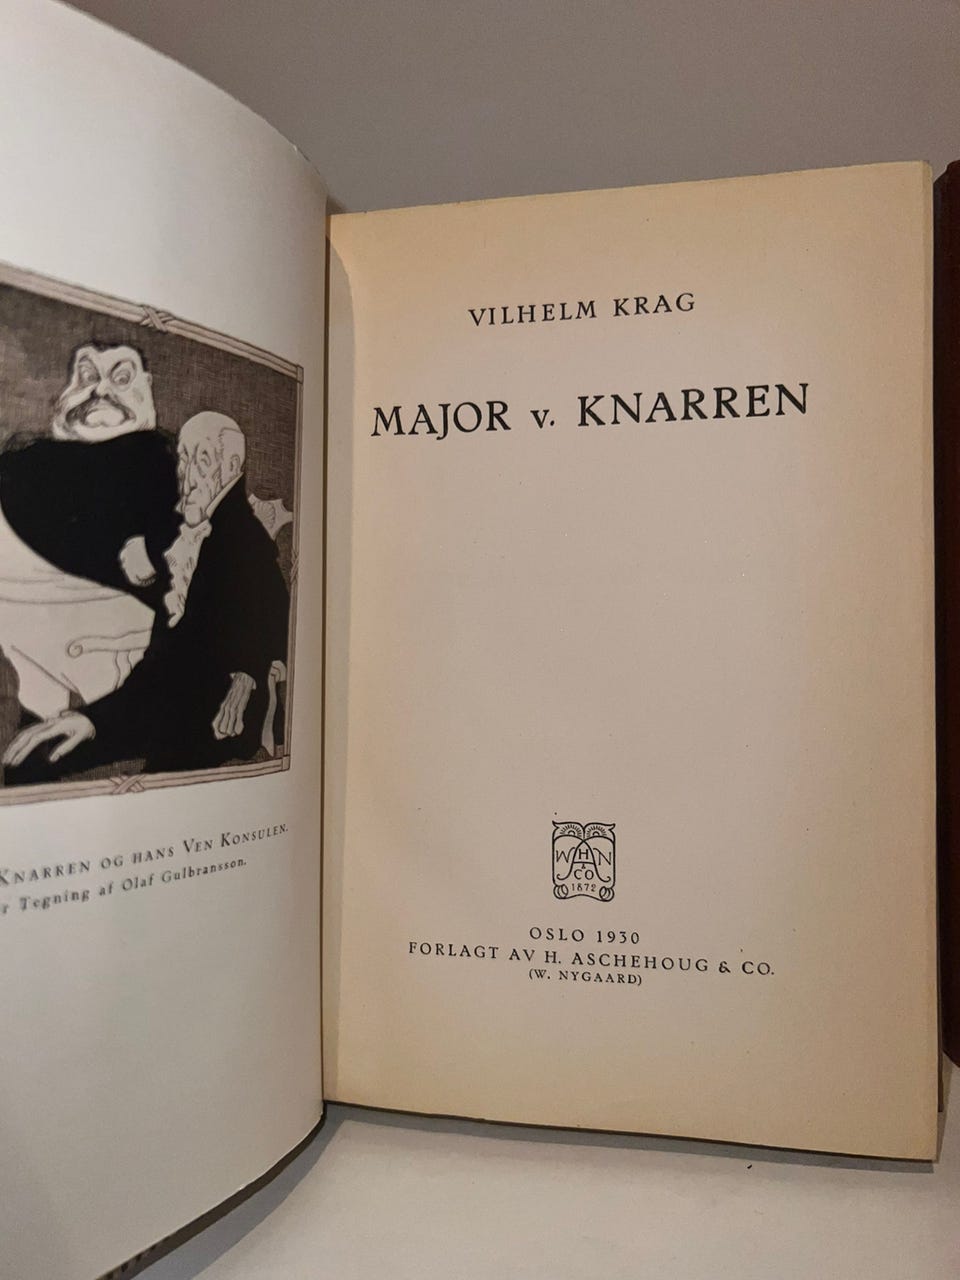 KNARREN OG HANS VEN KONSULEN.
Tegning af Olaf Gulbransson.
VILHELM KRAG
MAJOR v. KNARREN
W H N
A
& CO
1872
OSLO 1930
FORLAGT AV H. ASCHEHOUG & CO.
(W. NYGAARD)